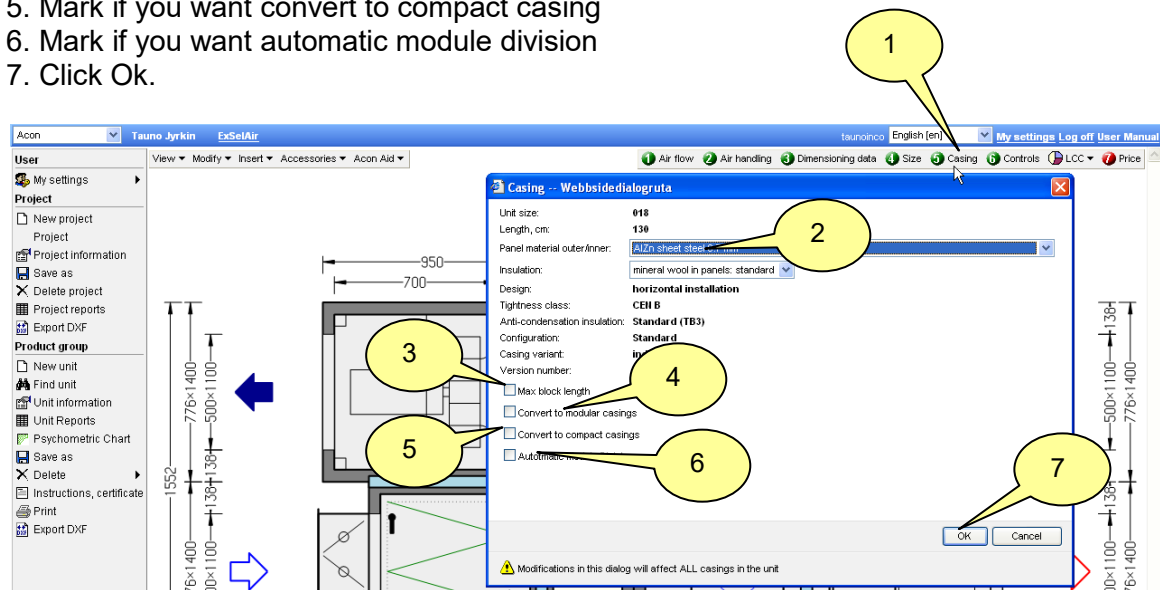 5. Mark if you want convert to compact casing
6. Mark if you want automatic module division
7. Click Ok.
1
Acon Tauno Jyrkin ExSelAir taunoinco English [en] My settings Log off User Manual
User View Modify Insert Accessories Acon Aid 1 Air flow 2 Air handling 3 Dimensioning data 4 Size 5 Casing 6 Controls LCC 7 Price
My settings
Project
New project
Project
Project information
Save as
Delete project
Project reports
Export DXF
Product group
New unit
Find unit
Unit information
Unit Reports
Psychometric Chart
Save as
Delete
Instructions, certificate
Print
Export DXF
950
700
776×1400
500×1100
1552
138
138
Casing -- Webbsidedialogruta
Unit size: 018
Length, cm: 130
Panel material outer/inner: AlZn sheet steel
2
Insulation: mineral wool in panels: standard
Design: horizontal installation
Tightness class: CEN B
Anti-condensation insulation: Standard (TB3)
Configuration: Standard
Casing variant:
Version number:
3
Max block length
4
Convert to modular casings
5
Convert to compact casings
6
7
OK Cancel
Modifications in this dialog will affect ALL casings in the unit
138
500×1100
776×1400
138